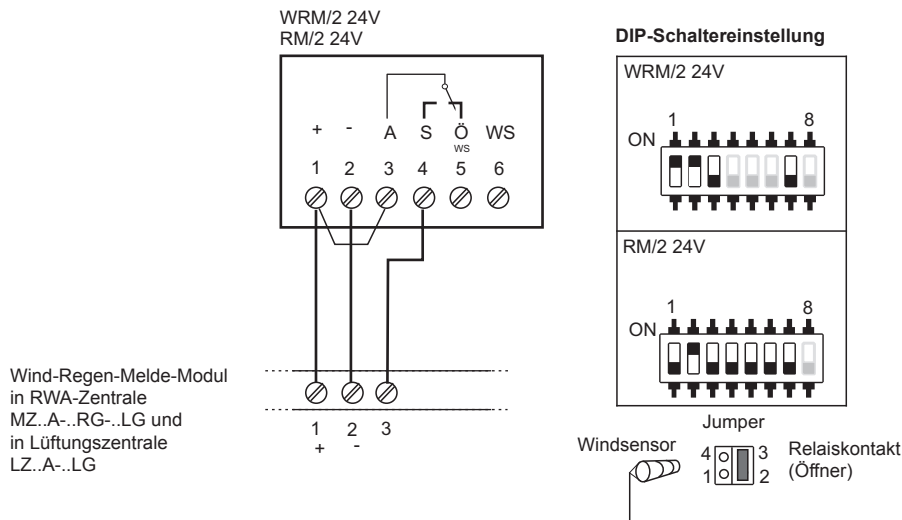 WRM/2 24V
RM/2 24V
+ - A S Ö WS
WS
1 2 3 4 5 6
Wind-Regen-Melde-Modul
in RWA-Zentrale
MZ..A-..RG-..LG und
in Lüftungszentrale
LZ..A-..LG
1 2 3
+ -
DIP-Schaltereinstellung
WRM/2 24V
1 8
ON
RM/2 24V
1 8
ON
Jumper
Windsensor 4 3 Relaiskontakt
1 2 (Öffner)